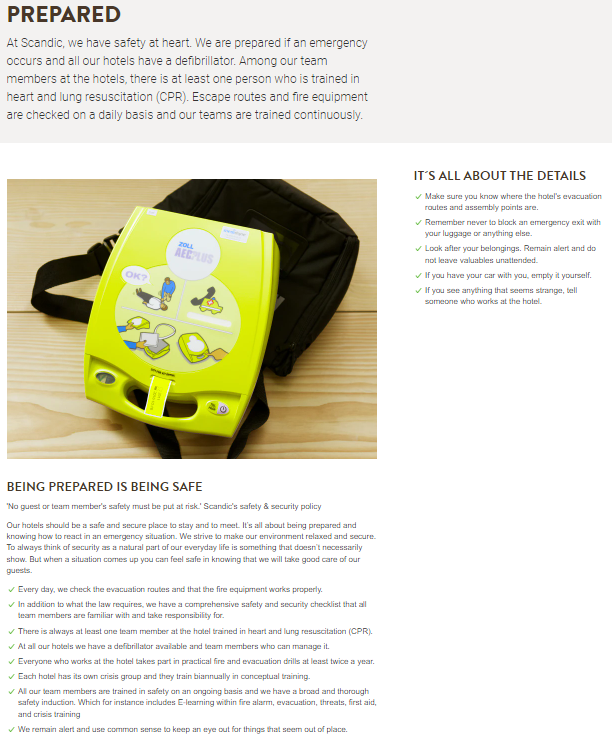 PREPARED
At Scandic, we have safety at heart. We are prepared if an emergency
occurs and all our hotels have a defibrillator. Among our team
members at the hotels, there is at least one person who is trained in
heart and lung resuscitation (CPR). Escape routes and fire equipment
are checked on a daily basis and our teams are trained continuously.
ZOLL
AED PLUS
OK?
BEING PREPARED IS BEING SAFE
'No guest or team member's safety must be put at risk.' Scandic's safety & security policy
Our hotels should be a safe and secure place to stay and to meet. It's all about being prepared and
knowing how to react in an emergency situation. We strive to make our environment relaxed and secure.
To always think of security as a natural part of our everyday life is something that doesn't necessarily
show. But when a situation comes up you can feel safe in knowing that we will take good care of our
guests.
✓ Every day, we check the evacuation routes and that the fire equipment works properly.
✓ In addition to what the law requires, we have a comprehensive safety and security checklist that all
team members are familiar with and take responsibility for.
✓ There is always at least one team member at the hotel trained in heart and lung resuscitation (CPR).
✓ At all our hotels we have a defibrillator available and team members who can manage it.
✓ Everyone who works at the hotel takes part in practical fire and evacuation drills at least twice a year.
✓ Each hotel has its own crisis group and they train biannually in conceptual training.
✓ All our team members are trained in safety on an ongoing basis and we have a broad and thorough
safety induction. Which for instance includes E-learning within fire alarm, evacuation, threats, first aid,
and crisis training
✓ We remain alert and use common sense to keep an eye out for things that seem out of place.
IT´S ALL ABOUT THE DETAILS
✓ Make sure you know where the hotel's evacuation
routes and assembly points are.
✓ Remember never to block an emergency exit with
your luggage or anything else.
✓ Look after your belongings. Remain alert and do
not leave valuables unattended.
✓ If you have your car with you, empty it yourself.
✓ If you see anything that seems strange, tell
someone who works at the hotel.